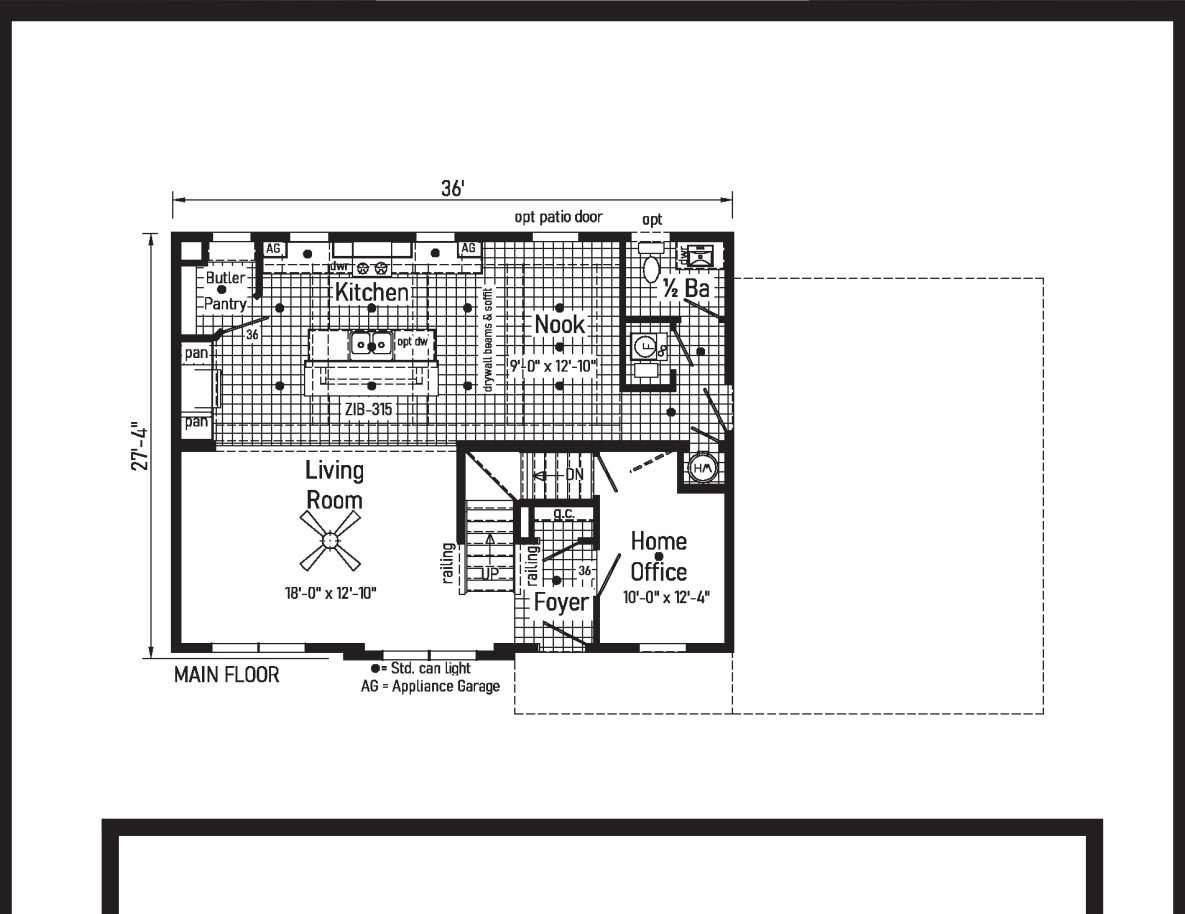 36'
opt patio door
opt
AG
AG
dwr
dwr
Butler
Pantry
Kitchen
½ Ba
36
Nook
9'-0" x 12'-10"
drywall beams & soffit
opt dw
F
pan
pan
ZIB-315
27'-4"
Living
Room
18'-0" x 12'-10"
DN
HW
g.c.
railing
railing
UP
36
Foyer
Home
Office
10'-0" x 12'-4"
MAIN FLOOR
= Std. can light
AG = Appliance Garage